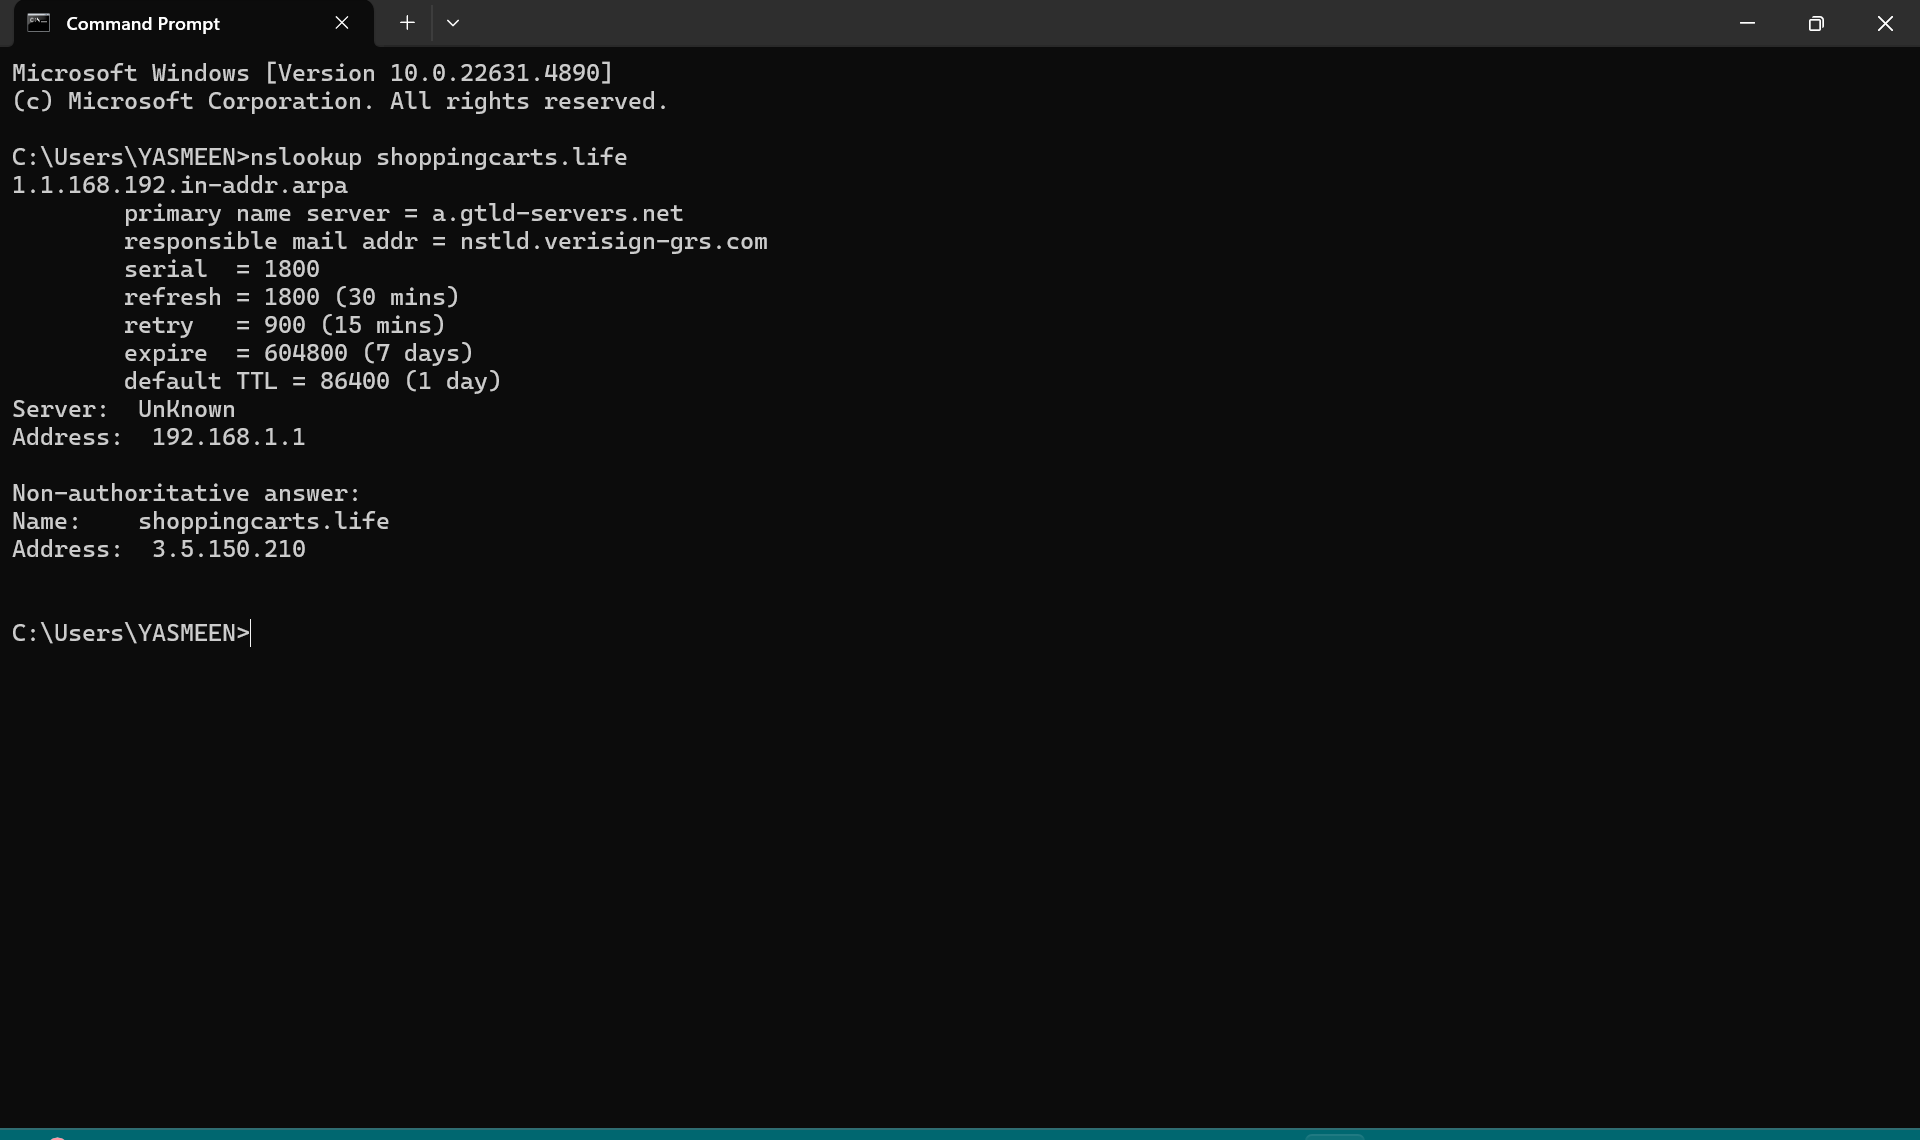 Command Prompt
Microsoft Windows [Version 10.0.22631.4890]
(c) Microsoft Corporation. All rights reserved.
C:\Users\YASMEEN>nslookup shoppingcarts.life
1.1.168.192.in-addr.arpa
        primary name server = a.gtld-servers.net
        responsible mail addr = nstld.verisign-grs.com
        serial  = 1800
        refresh = 1800 (30 mins)
        retry   = 900 (15 mins)
        expire  = 604800 (7 days)
        default TTL = 86400 (1 day)
Server:  UnKnown
Address:  192.168.1.1
Non-authoritative answer:
Name:    shoppingcarts.life
Address:  3.5.150.210
C:\Users\YASMEEN>